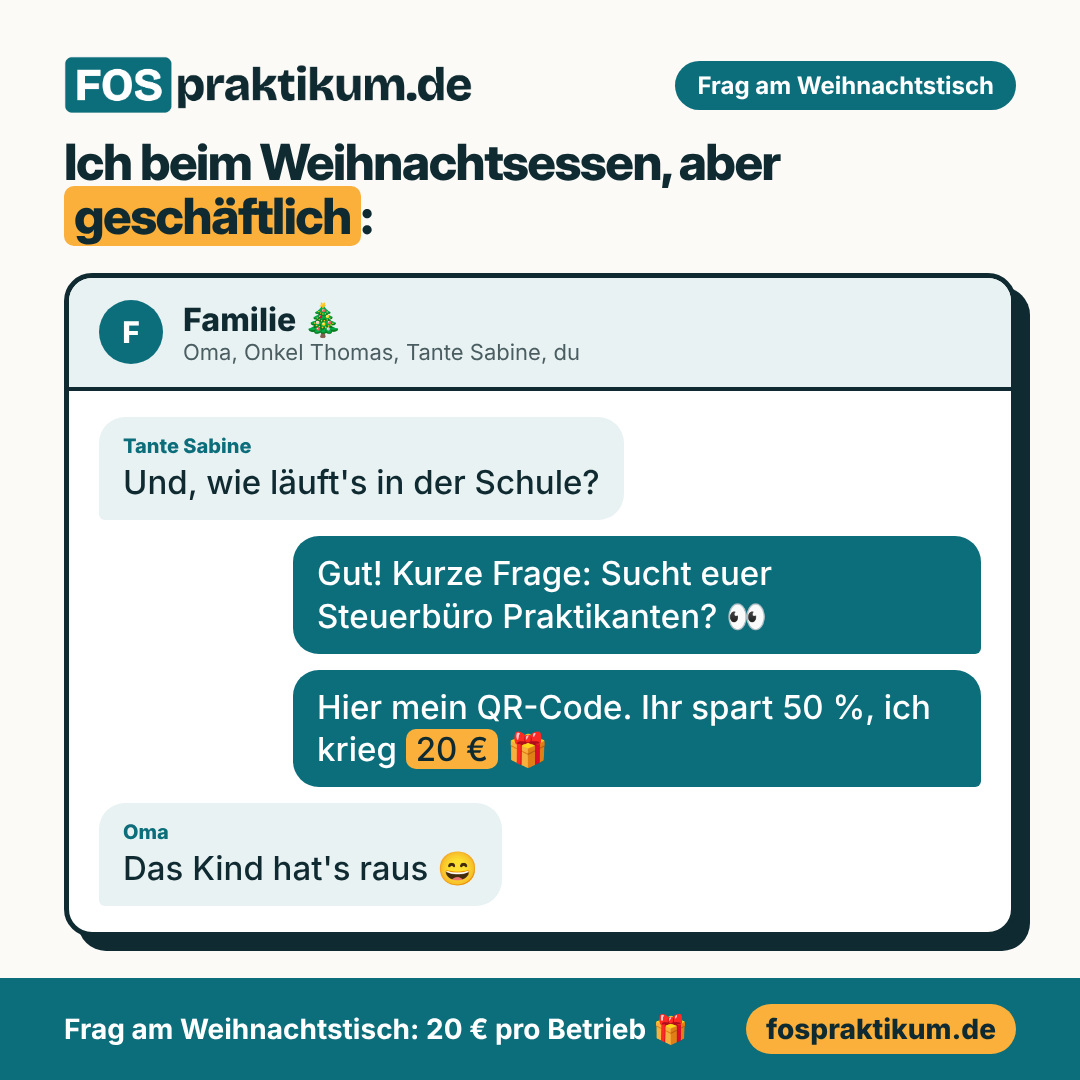 FOSpraktikum.de
Frag am Weihnachtstisch
Ich beim Weihnachtsessen, aber
geschäftlich:
F
Familie 🎄
Oma, Onkel Thomas, Tante Sabine, du
Tante Sabine
Und, wie läuft's in der Schule?
Gut! Kurze Frage: Sucht euer
Steuerbüro Praktikanten? 👀
Hier mein QR-Code. Ihr spart 50 %, ich
krieg 20 € 🎁
Oma
Das Kind hat's raus 😄
Frag am Weihnachtstisch: 20 € pro Betrieb 🎁
fospraktikum.de